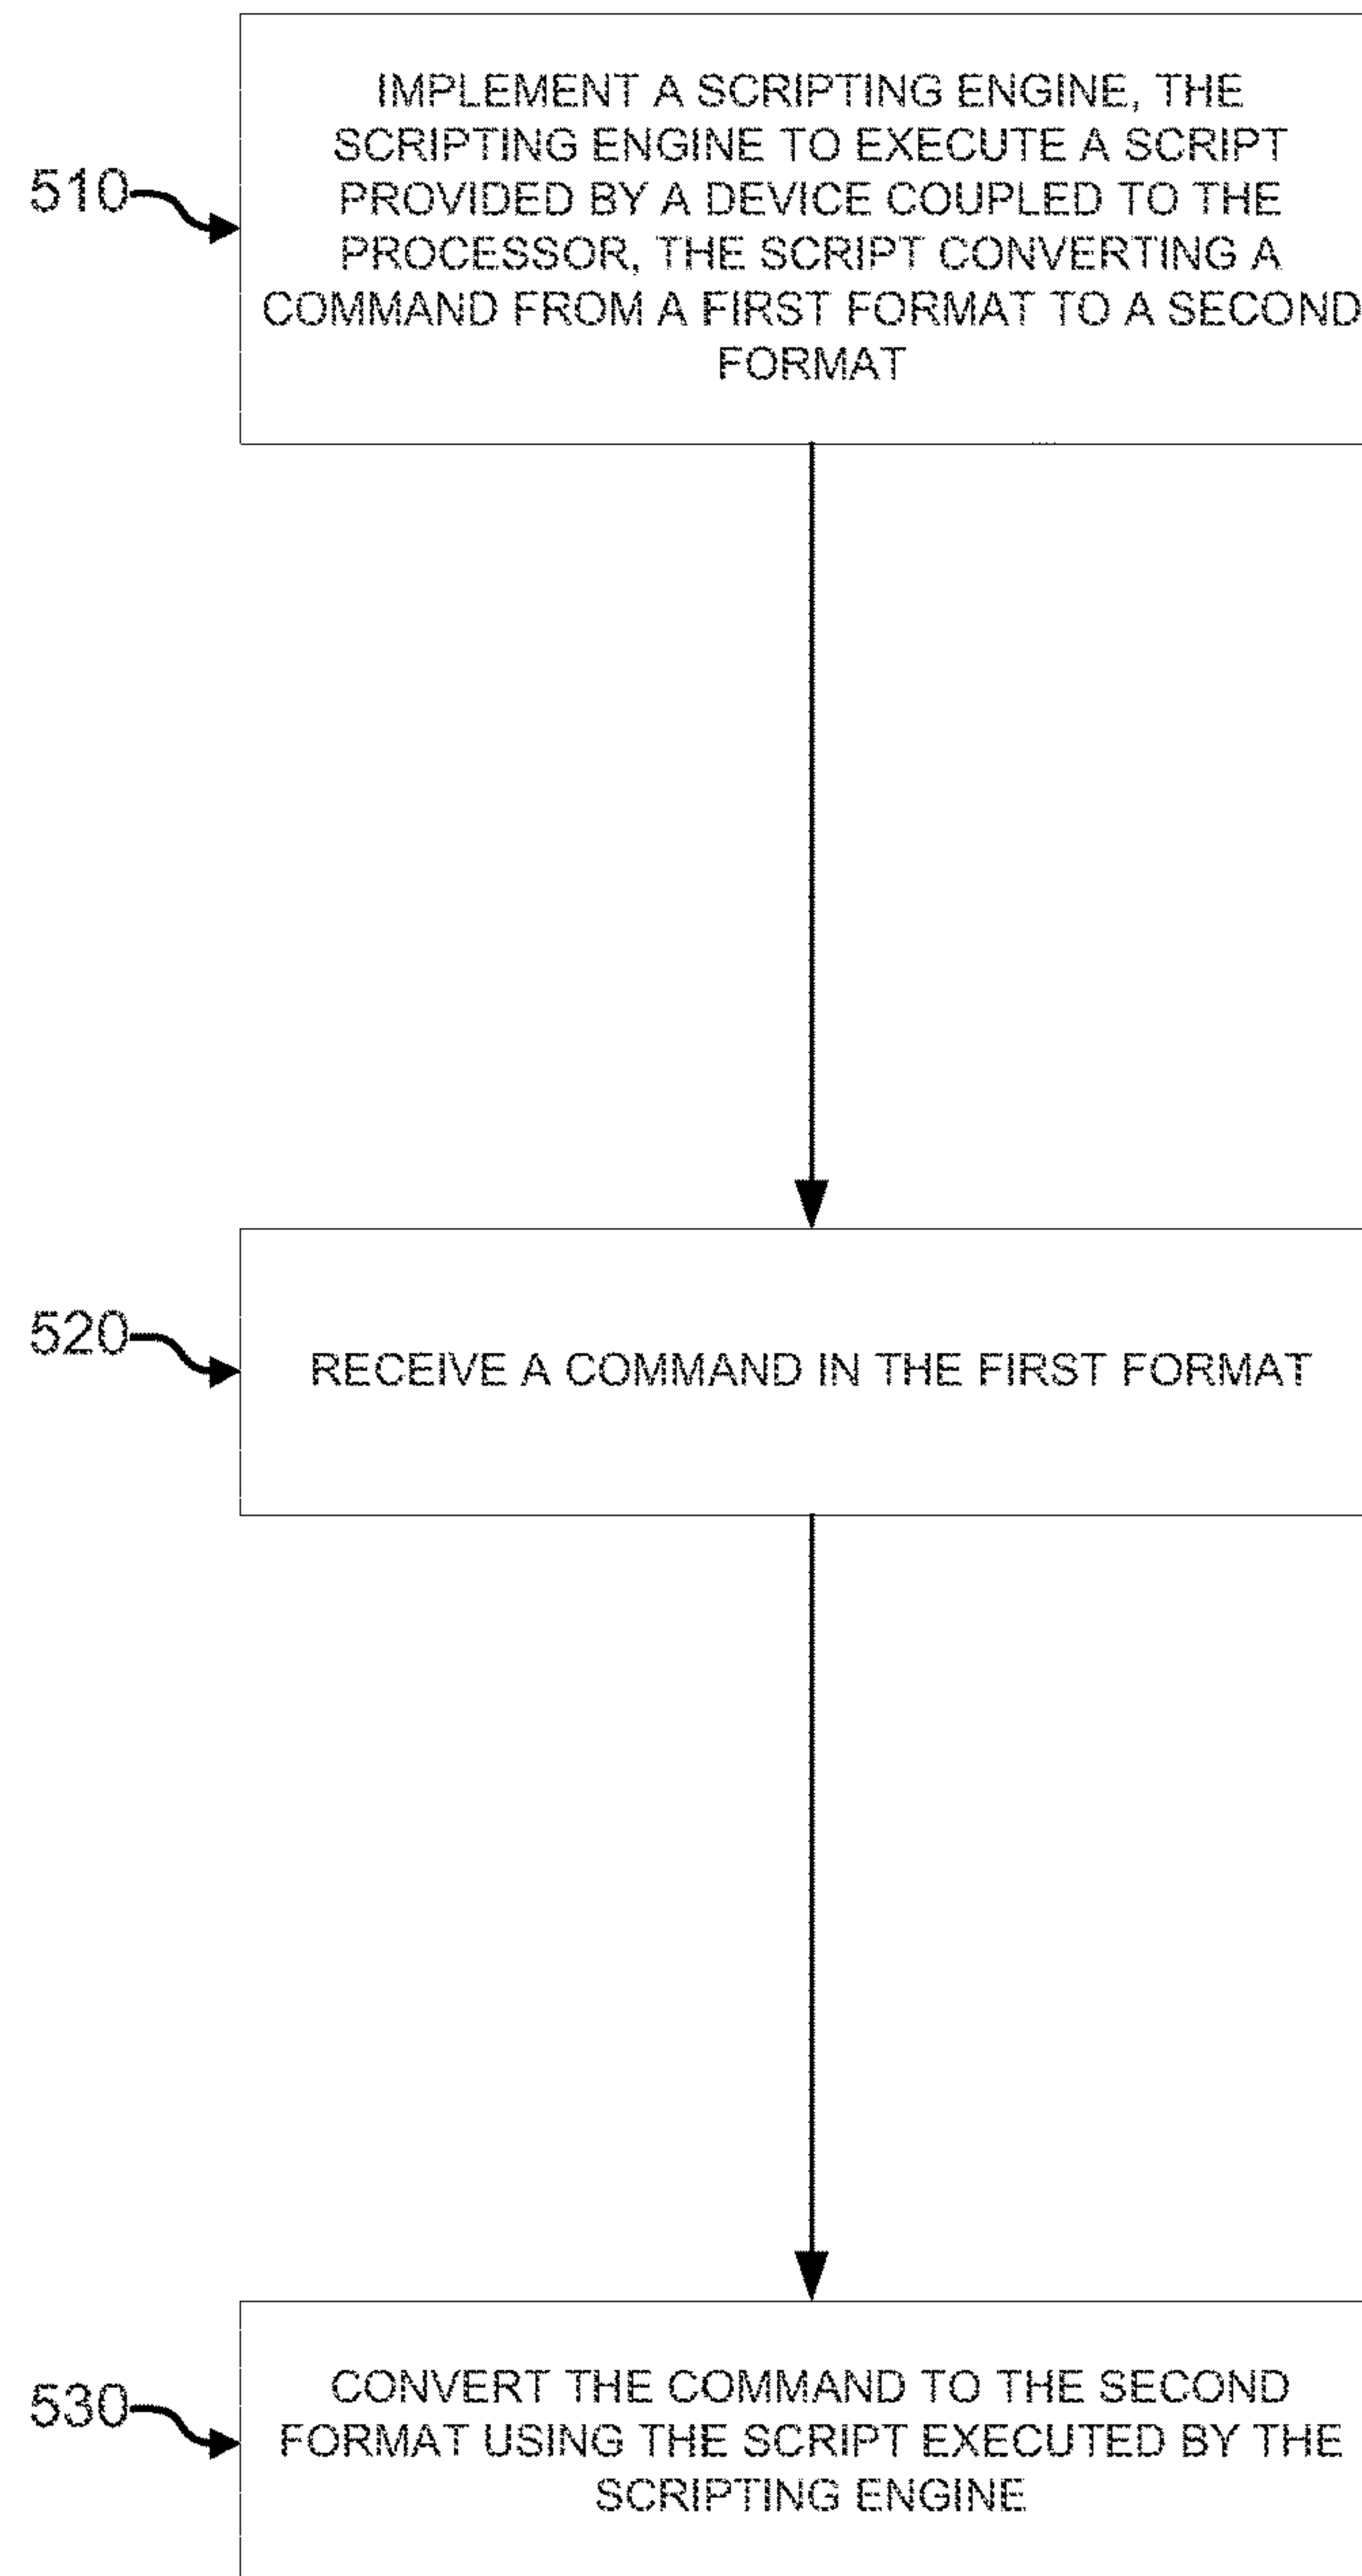 IMPLEMENT A SCRIPTING ENGINE, THE
SCRIPTING ENGINE TO EXECUTE A SCRIPT
510
PROVIDED BY A DEVICE COUPLED TO THE
PROCESSOR, THE SCRIPT CONVERTING A
COMMAND FROM A FIRST FORMAT TO A SECOND
FORMAT
520
RECEIVE A COMMAND IN THE FIRST FORMAT
530
CONVERT THE COMMAND TO THE SECOND
FORMAT USING THE SCRIPT EXECUTED BY THE
SCRIPTING ENGINE